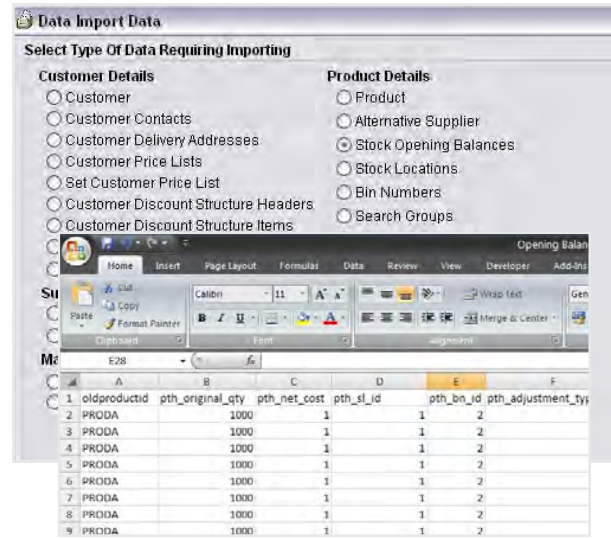 Data Import Data
Select Type Of Data Requiring Importing
Customer Details
Customer
Customer Contacts
Customer Delivery Addresses
Customer Price Lists
Set Customer Price List
Customer Discount Structure Headers
Customer Discount Structure Items
Product Details
Product
Alternative Supplier
Stock Opening Balances
Stock Locations
Bin Numbers
Search Groups
Su
Ma
Opening Balan
Home Insert Page Layout Formulas Data Review View Developer Add-Ins
Paste
Cut
Copy
Format Painter
Clipboard
Calibri 11 A A
B I U A
Font
Wrap Text
Merge & Center
Alignment
Gen
E28 fx
A B C D E F
1 oldproductid pth_original_qty pth_net_cost pth_sl_id pth_bn_id pth_adjustment_typ
2 PRODA 1000 1 1 2
3 PRODA 1000 1 1 2
4 PRODA 1000 1 1 2
5 PRODA 1000 1 1 2
6 PRODA 1000 1 1 2
7 PRODA 1000 1 1 2
8 PRODA 1000 1 1 2
9 PRODA 1000 1 1 2